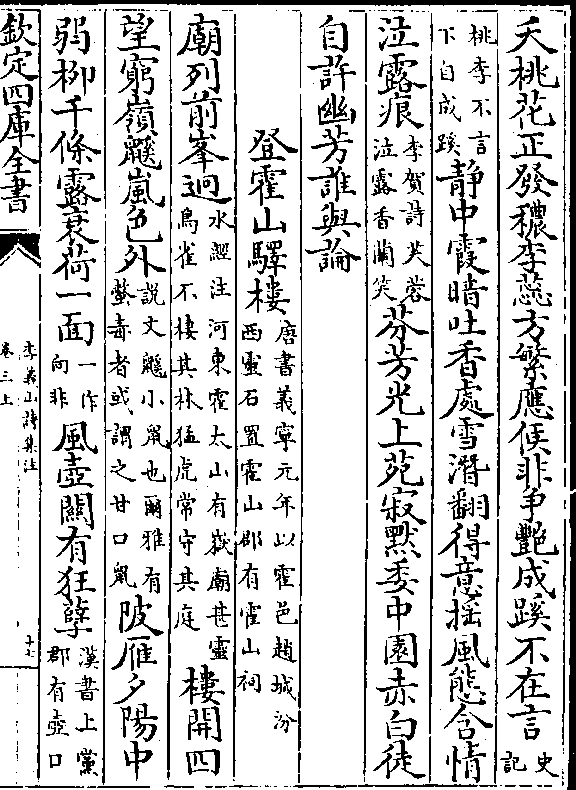 夭桃花正發穠李蕊方繁應候非爭艷成蹊不在言史記
桃李不言下自成蹊靜中霞暗吐香處雪潛翻得意搖風態含情
泣露痕李賀詩芙蓉泣露香蘭笑芬芳光上苑寂默委中園赤白徒
自許幽芳誰與論
登霍山驛樓唐書義寧元年以霍邑趙城汾西靈石置霍山郡有霍山祠
廟列前峯迥水經注河東霍太山有嶽廟甚靈鳥雀不棲其林猛虎常守其庭樓開四
望窮嶺鼷嵐色外說文鼷小鼠也爾雅有螫毒者或謂之甘口鼠陂雁夕陽中
弱柳千條露衰荷一面一作向非風壺關有狂孽漢書上黨郡有壺口
欽定四庫全書
李義山詩集注
卷三上
十七